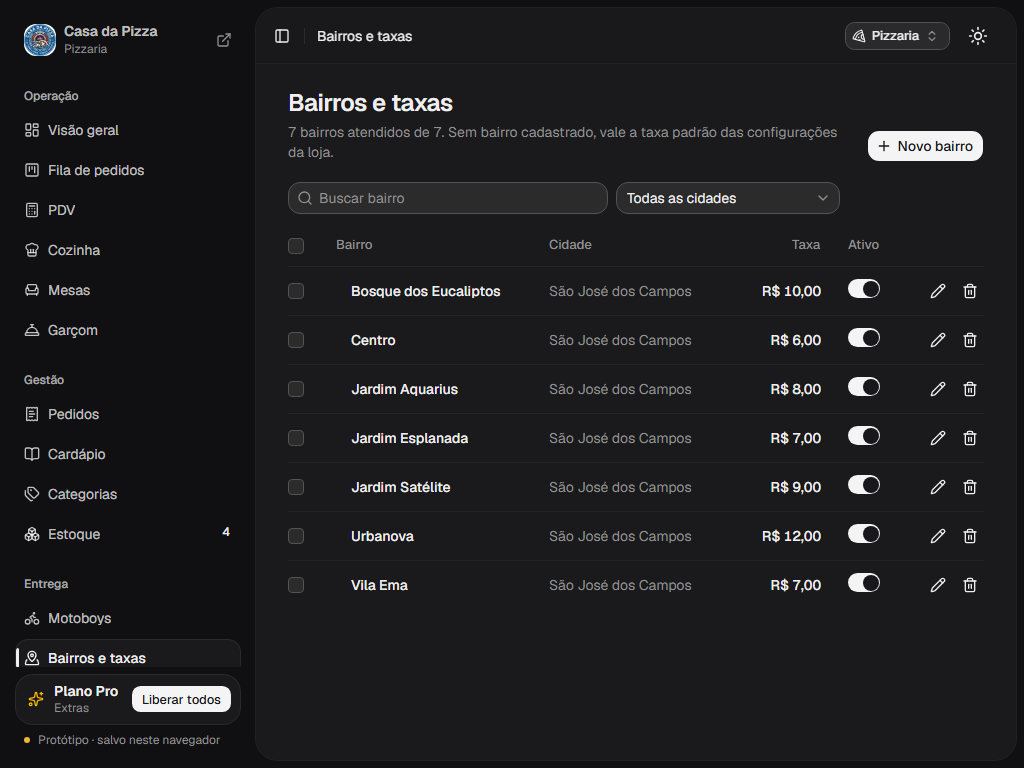 Casa da Pizza
Pizzaria
Operação
Visão geral
Fila de pedidos
PDV
Cozinha
Mesas
Garçom
Gestão
Pedidos
Cardápio
Categorias
Estoque 4
Entrega
Motoboys
Bairros e taxas
Plano Pro
Extras
Liberar todos
Protótipo · salvo neste navegador
Bairros e taxas
Pizzaria
Bairros e taxas
7 bairros atendidos de 7. Sem bairro cadastrado, vale a taxa padrão das configurações
da loja.
Novo bairro
Buscar bairro
Todas as cidades
Bairro Cidade Taxa Ativo
Bosque dos Eucaliptos São José dos Campos R$ 10,00
Centro São José dos Campos R$ 6,00
Jardim Aquarius São José dos Campos R$ 8,00
Jardim Esplanada São José dos Campos R$ 7,00
Jardim Satélite São José dos Campos R$ 9,00
Urbanova São José dos Campos R$ 12,00
Vila Ema São José dos Campos R$ 7,00